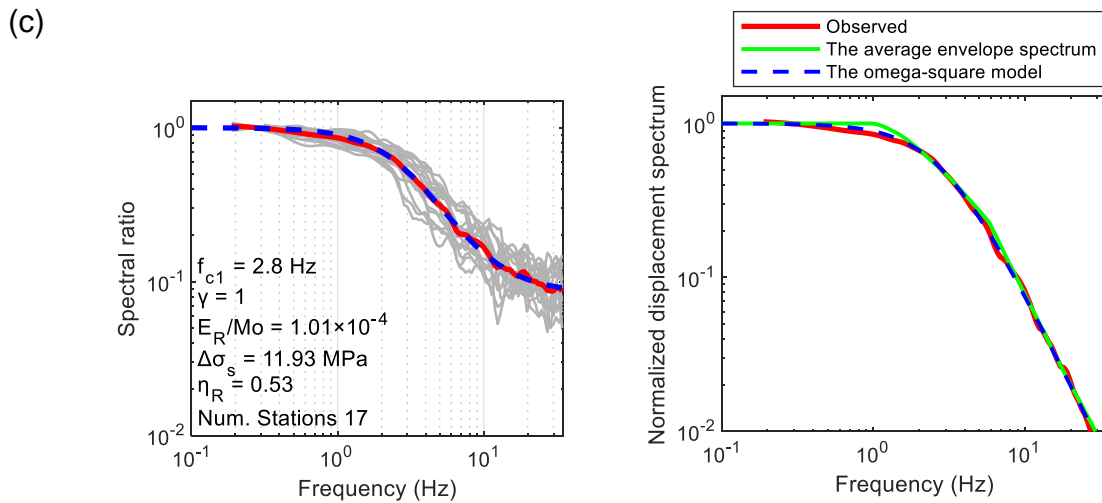 (c)
Spectral ratio
10^0
10^-1
10^-2
f_c1 = 2.8 Hz
γ = 1
E_R/Mo = 1.01×10^-4
Δσ_s = 11.93 MPa
η_R = 0.53
Num. Stations 17
10^-1
10^0
10^1
Frequency (Hz)
Observed
The average envelope spectrum
The omega-square model
Normalized displacement spectrum
10^0
10^-1
10^-2
10^-1
10^0
10^1
Frequency (Hz)